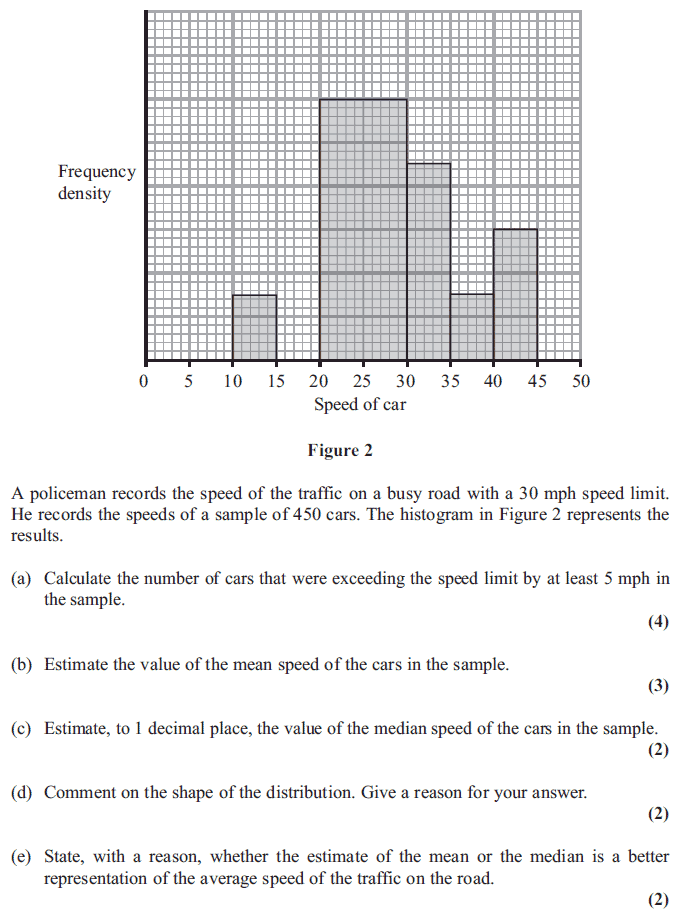 Frequency
density
0 5 10 15 20 25 30 35 40 45 50
Speed of car
Figure 2
A policeman records the speed of the traffic on a busy road with a 30 mph speed limit.
He records the speeds of a sample of 450 cars. The histogram in Figure 2 represents the
results.
(a) Calculate the number of cars that were exceeding the speed limit by at least 5 mph in
the sample.
(4)
(b) Estimate the value of the mean speed of the cars in the sample.
(3)
(c) Estimate, to 1 decimal place, the value of the median speed of the cars in the sample.
(2)
(d) Comment on the shape of the distribution. Give a reason for your answer.
(2)
(e) State, with a reason, whether the estimate of the mean or the median is a better
representation of the average speed of the traffic on the road.
(2)